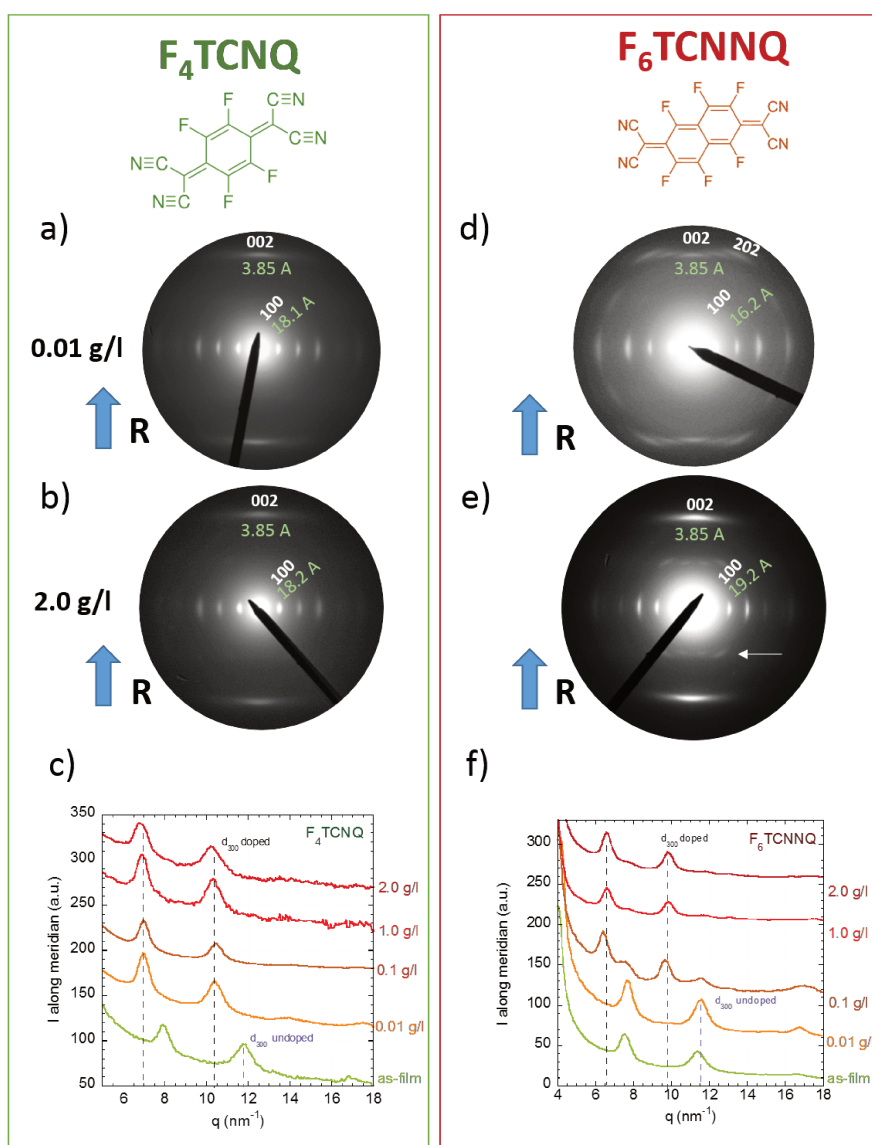 F4TCNQ
F6TCNNQ
F
C≡N
C≡N
F
N≡C
F
F
N≡C
F
F
F
NC
CN
NC
CN
F
F
F
a)
002
3.85 A
100
18.1 A
0.01 g/l
R
d)
002
202
3.85 A
100
16.2 A
R
b)
002
3.85 A
100
18.2 A
2.0 g/l
R
e)
002
3.85 A
100
19.2 A
R
c)
350
300
250
200
150
100
50
I along meridian (a.u.)
d300 doped
F4TCNQ
2.0 g/l
1.0 g/l
0.1 g/l
0.01 g/l
d300 undoped
as-film
6 8 10 12 14 16 18
q (nm-1)
f)
300
250
200
150
100
50
0
I along meridian (a.u.)
d300 doped
F6TCNNQ
2.0 g/l
1.0 g/l
0.1 g/l
d300 undoped
0.01 g/l
as-film
4 6 8 10 12 14 16 18
q (nm-1)